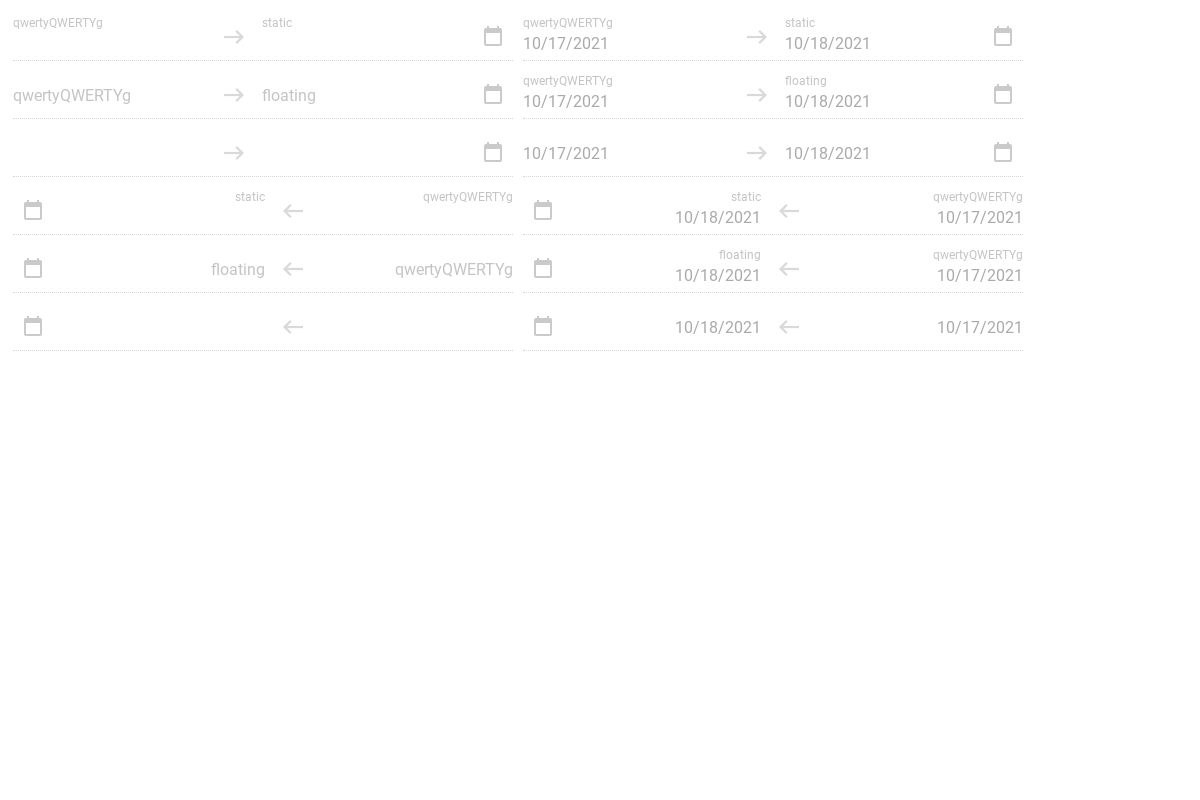 qwertyQWERTYg static qwertyQWERTYg static
10/17/2021 10/18/2021
qwertyQWERTYg floating
qwertyQWERTYg floating 10/17/2021 10/18/2021
10/17/2021 10/18/2021
static qwertyQWERTYg static qwertyQWERTYg
10/18/2021 10/17/2021
floating qwertyQWERTYg
floating qwertyQWERTYg 10/18/2021 10/17/2021
10/18/2021 10/17/2021